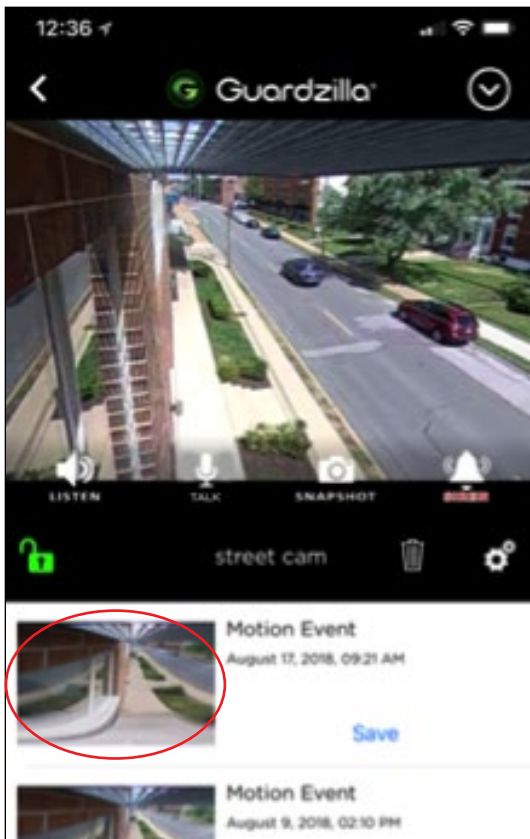 12:36
Guardzilla
LISTEN
TALK
SNAPSHOT
SIREN
street cam
Motion Event
August 17, 2018, 09:21 AM
Save
Motion Event
August 9, 2018, 02:10 PM